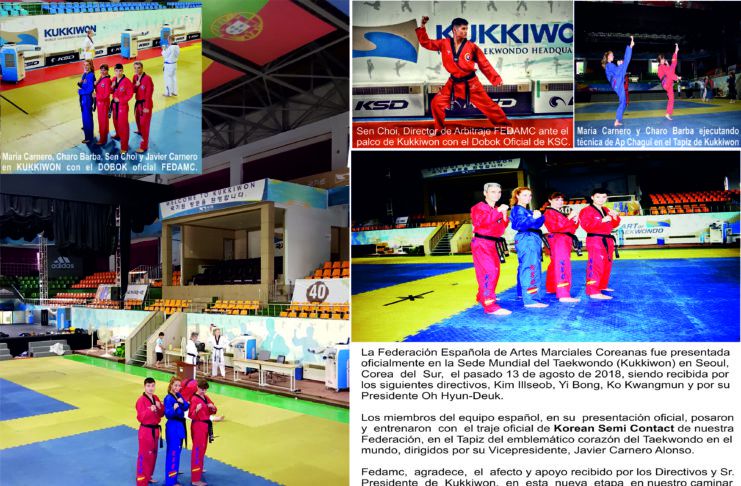 KUKKIWON
KSD
KSD
María Carnero, Charo Barba, Sen Choi y Javier Carnero
en KUKKIWON con el DOBOK oficial FEDAMC.
KUKKIWON
TAEKWONDO HEADQUA
KSD
Sen Choi, Director de Arbitraje FEDAMC ante el
palco de Kukkiwon con el Dobok Oficial de KSC.
María Carnero y Charo Barba ejecutando
técnica de Ap Chagui en el Tapiz de Kukkiwon
WELCOME TO KUKKIWON
adidas
40
ART of
TAEKWONDO
La Federación Española de Artes Marciales Coreanas fue presentada
oficialmente en la Sede Mundial del Taekwondo (Kukkiwon) en Seoul,
Corea del Sur, el pasado 13 de agosto de 2018, siendo recibida por
los siguientes directivos, Kim Illseob, Yi Bong, Ko Kwangmun y por su
Presidente Oh Hyun-Deuk.
Los miembros del equipo español, en su presentación oficial, posaron
y entrenaron con el traje oficial de Korean Semi Contact de nuestra
Federación, en el Tapiz del emblemático corazón del Taekwondo en el
mundo, dirigidos por su Vicepresidente, Javier Carnero Alonso.
Fedamc, agradece, el afecto y apoyo recibido por los Directivos y Sr.
Presidente de Kukkiwon, en esta nueva etapa en nuestro caminar